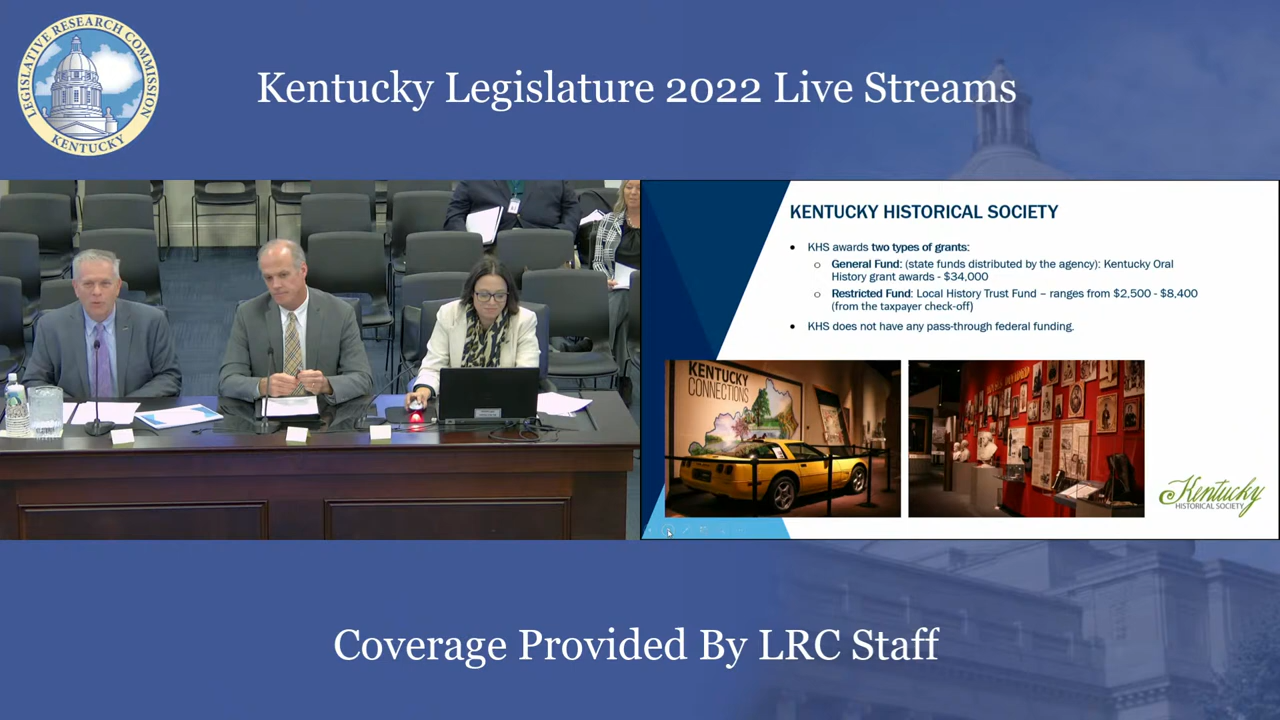 LEGISLATIVE RESEARCH COMMISSION
KENTUCKY
Kentucky Legislature 2022 Live Streams
KENTUCKY HISTORICAL SOCIETY
• KHS awards two types of grants:
o General Fund: (state funds distributed by the agency): Kentucky Oral
History grant awards - $34,000
o Restricted Fund: Local History Trust Fund – ranges from $2,500 - $8,400
(from the taxpayer check-off)
• KHS does not have any pass-through federal funding.
KENTUCKY
CONNECTIONS
Kentucky
HISTORICAL SOCIETY
Coverage Provided By LRC Staff